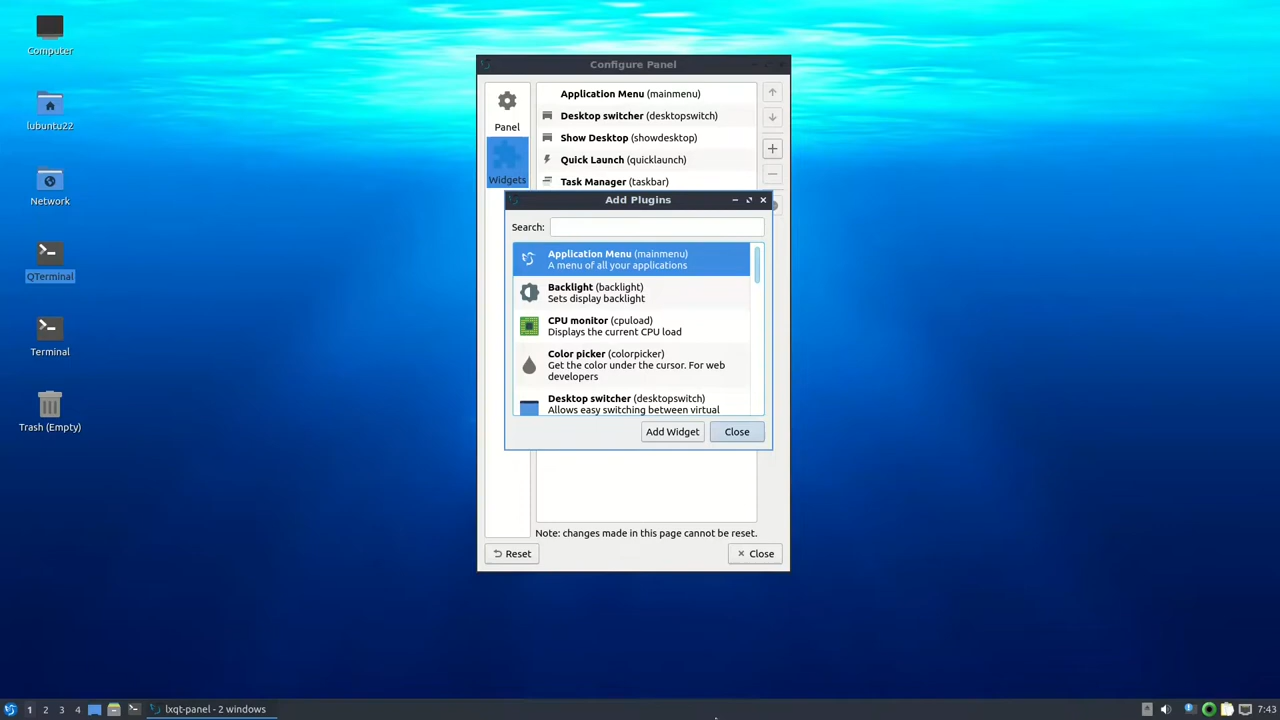 Computer
lubuntu22
Network
QTerminal
Terminal
Trash (Empty)
Configure Panel
Panel
Widgets
Application Menu (mainmenu)
Desktop switcher (desktopswitch)
Show Desktop (showdesktop)
Quick Launch (quicklaunch)
Task Manager (taskbar)
Add Plugins
Search:
Application Menu (mainmenu)
A menu of all your applications
Backlight (backlight)
Sets display backlight
CPU monitor (cpuload)
Displays the current CPU load
Color picker (colorpicker)
Get the color under the cursor. For web
developers
Desktop switcher (desktopswitch)
Allows easy switching between virtual
Add Widget
Close
Note: changes made in this page cannot be reset.
Reset
Close
1 2 3 4
lxqt-panel - 2 windows
7:43